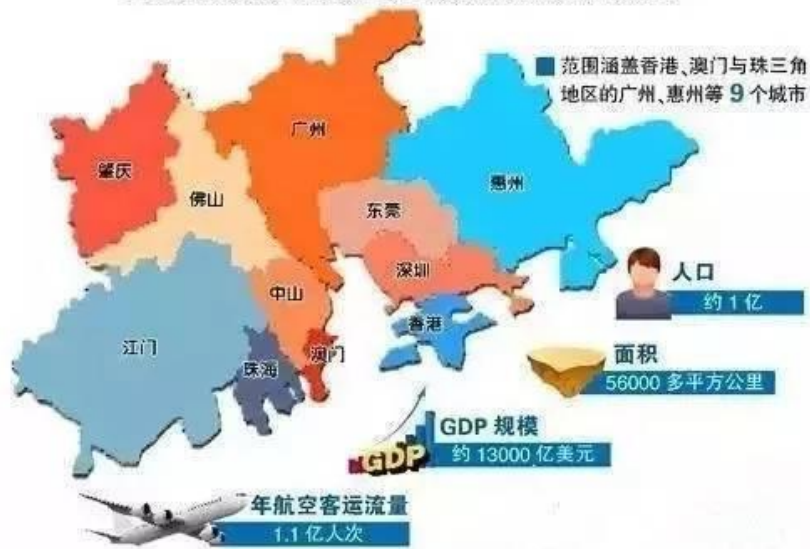 范围涵盖香港、澳门与珠三角
地区的广州、惠州等 9 个城市
广州
肇庆
惠州
佛山
东莞
深圳
人口
约 1 亿
中山
香港
江门
澳门
珠海
面积
56000 多平方公里
GDP 规模
约 13000 亿美元
GDP
年航空客运流量
1.1 亿人次